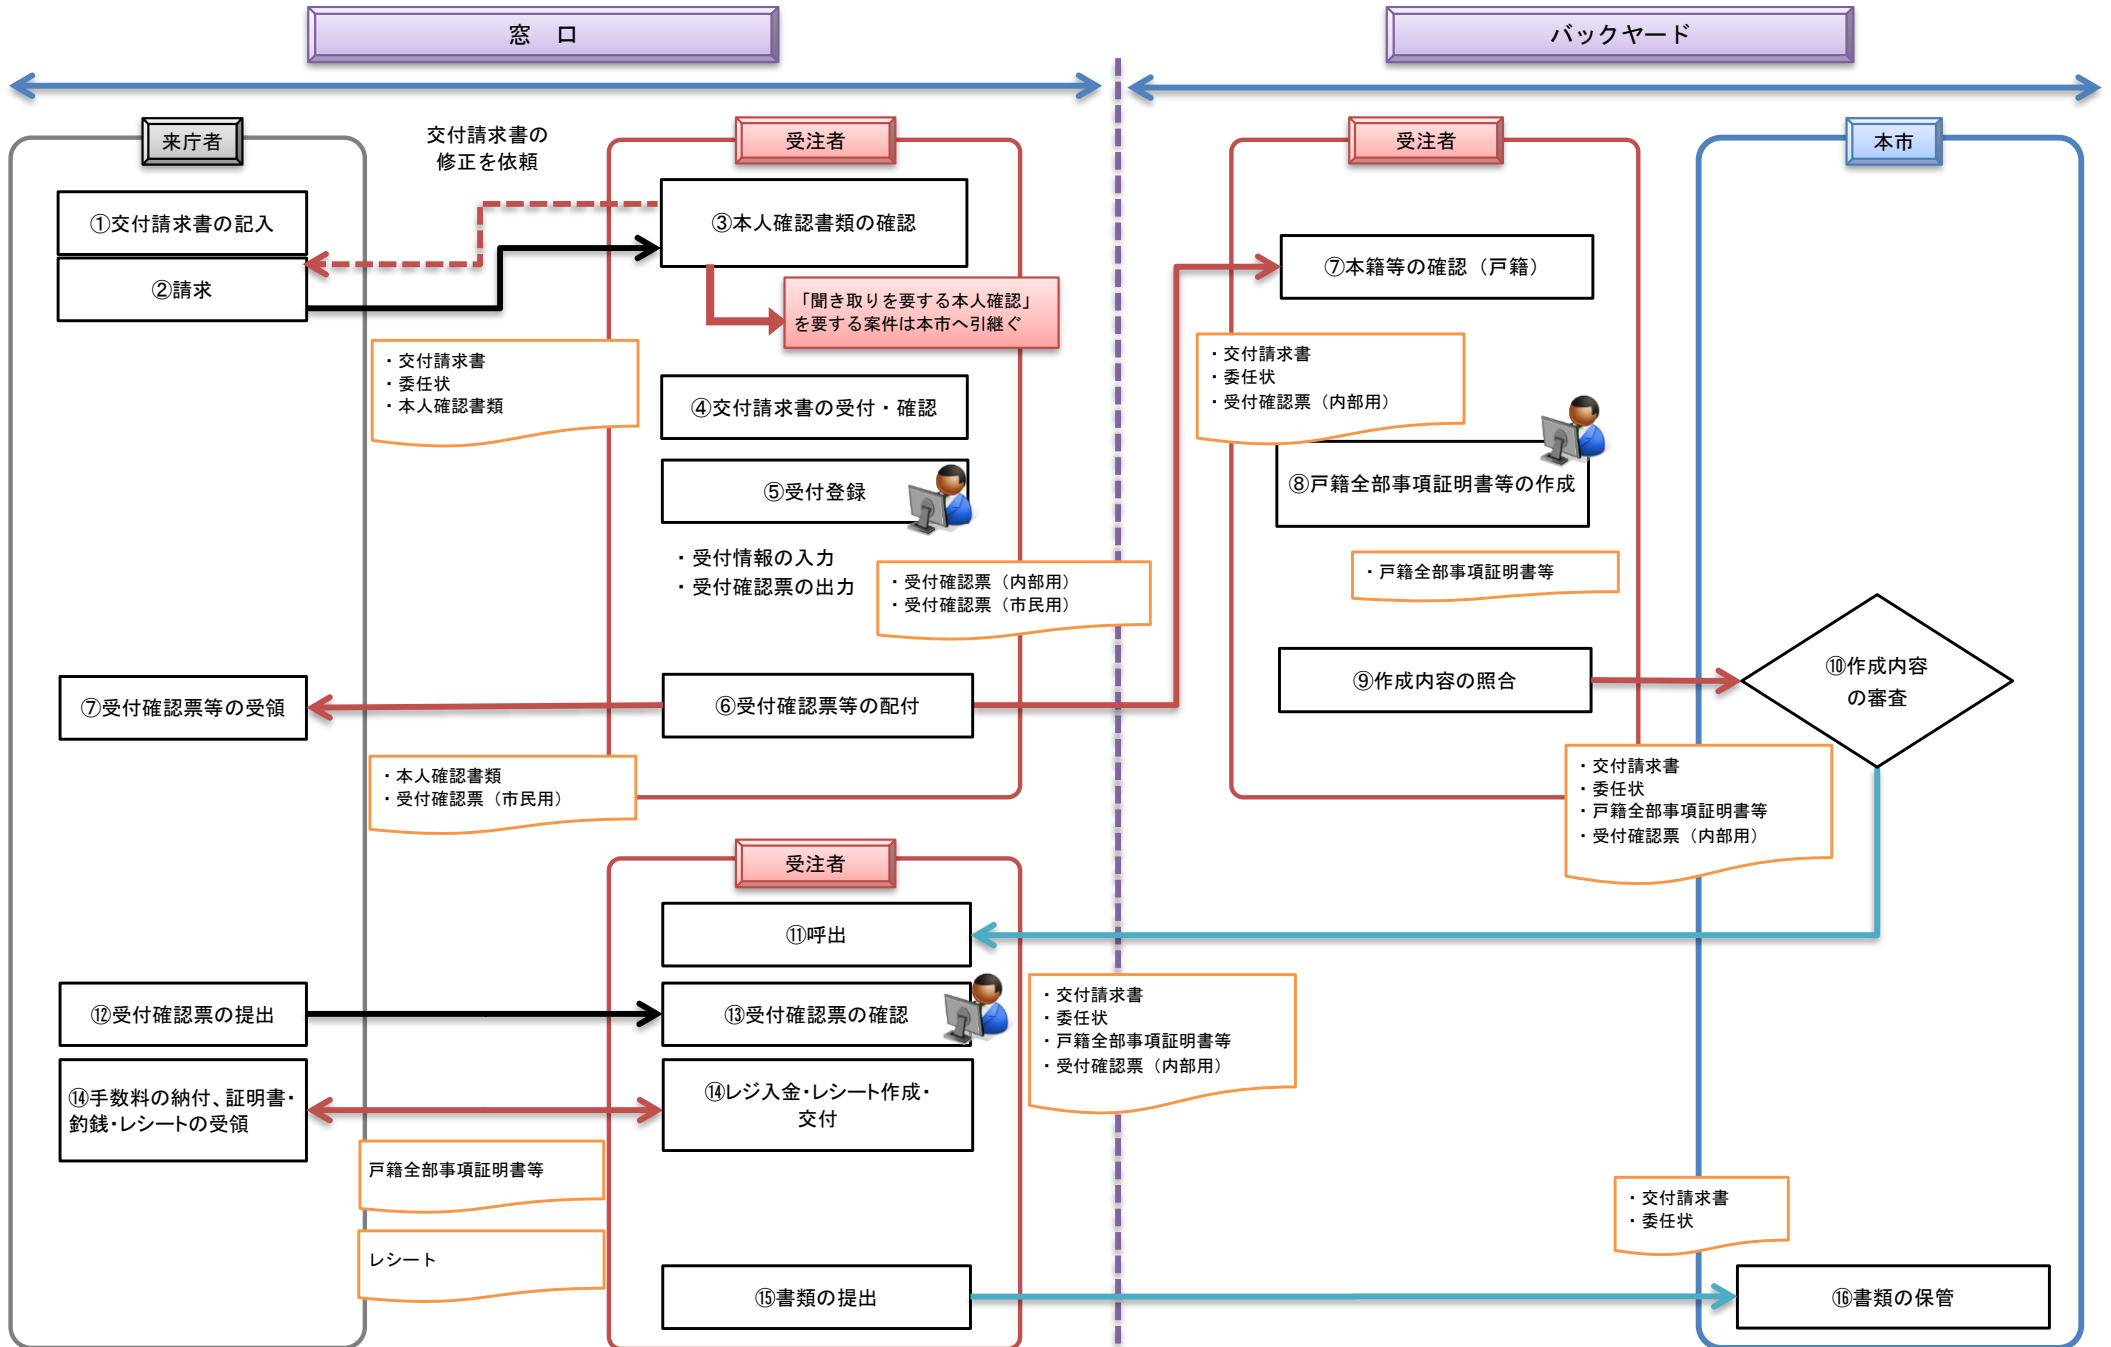 窓　口
バックヤード
来庁者
交付請求書の
修正を依頼
受注者
受注者
本市
①交付請求書の記入
②請求
③本人確認書類の確認
「聞き取りを要する本人確認」
を要する案件は本市へ引継ぐ
⑦本籍等の確認（戸籍）
・交付請求書
・委任状
・本人確認書類
④交付請求書の受付・確認
・交付請求書
・委任状
・受付確認票（内部用）
⑤受付登録
⑧戸籍全部事項証明書等の作成
・受付情報の入力
・受付確認票の出力
・受付確認票（内部用）
・受付確認票（市民用）
・戸籍全部事項証明書等
⑦受付確認票等の受領
⑥受付確認票等の配付
⑨作成内容の照合
⑩作成内容
の審査
・本人確認書類
・受付確認票（市民用）
・交付請求書
・委任状
・戸籍全部事項証明書等
・受付確認票（内部用）
受注者
⑪呼出
⑫受付確認票の提出
⑬受付確認票の確認
・交付請求書
・委任状
・戸籍全部事項証明書等
・受付確認票（内部用）
⑭手数料の納付、証明書・
釣銭・レシートの受領
⑭レジ入金・レシート作成・
交付
戸籍全部事項証明書等
レシート
・交付請求書
・委任状
⑮書類の提出
⑯書類の保管